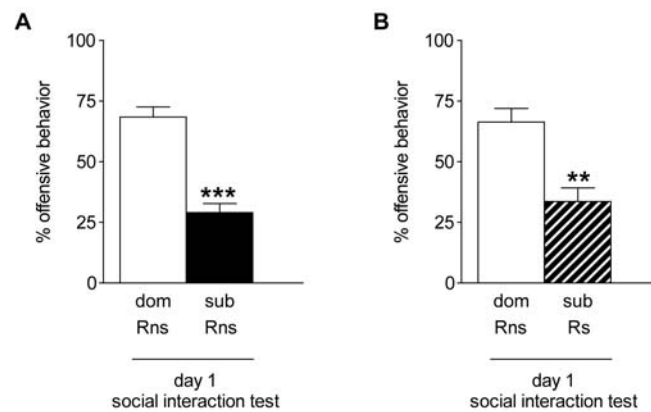 A
% offensive behavior
100
75
50
25
0
***
dom sub
Rns Rns
day 1
social interaction test
B
% offensive behavior
100
75
50
25
0
**
dom sub
Rns Rs
day 1
social interaction test